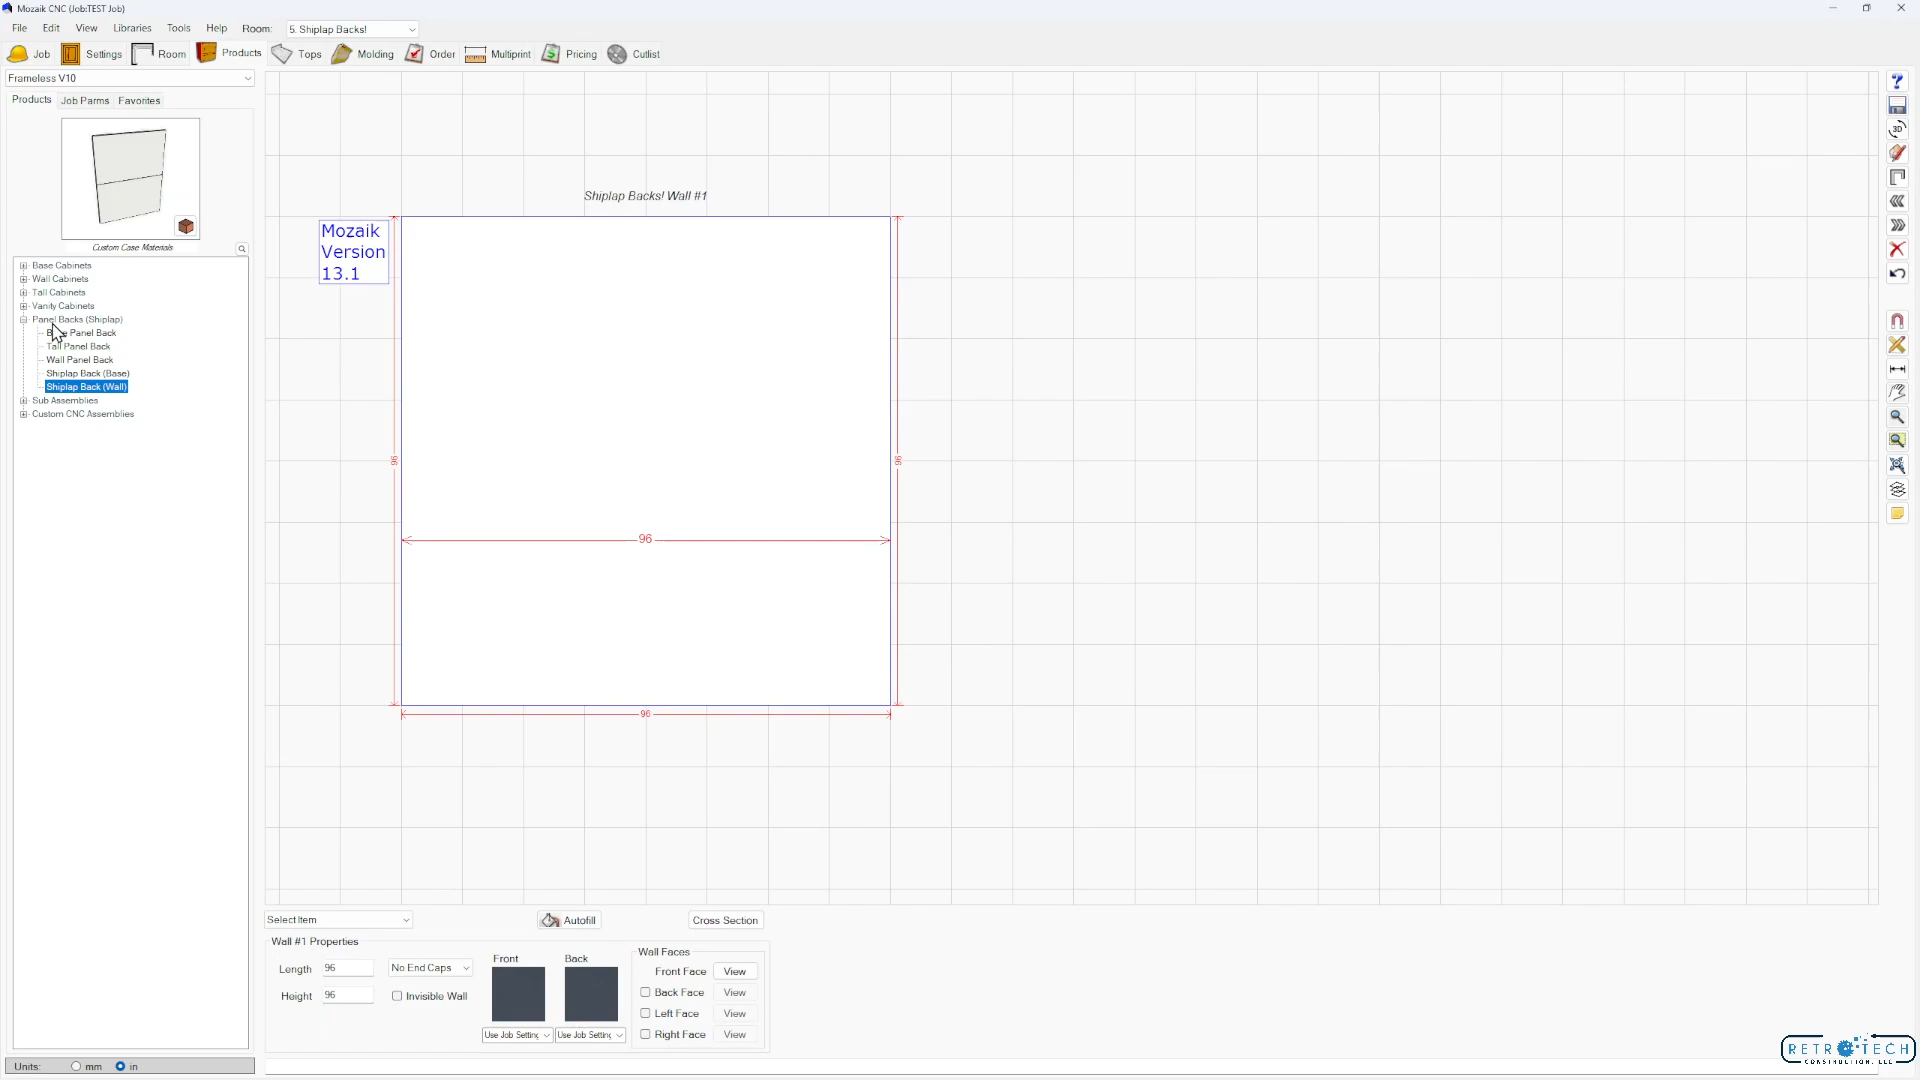 Mozaik CNC (Job:TEST Job)
File Edit View Libraries Tools Help Room: 5. Shiplap Backs!
Job Settings Room Products Tops Molding Order Multiprint Pricing Cutlist
Frameless V10
Products Job Parms Favorites
Custom Case Materials
Base Cabinets
Wall Cabinets
Tall Cabinets
Vanity Cabinets
Panel Backs (Shiplap)
Panel Back
Tall Panel Back
Wall Panel Back
Shiplap Back (Base)
Shiplap Back (Wall)
Sub Assemblies
Custom CNC Assemblies
Shiplap Backs! Wall #1
Mozaik
Version
13.1
96
96
96
96
3D
Select Item
Autofill
Cross Section
Wall #1 Properties
Length 96
No End Caps
Height 96
Invisible Wall
Front Back
Use Job Setting Use Job Setting
Wall Faces
Front Face View
Back Face View
Left Face View
Right Face View
Units: mm in
RETROTECH
CONSTRUCTION, LLC